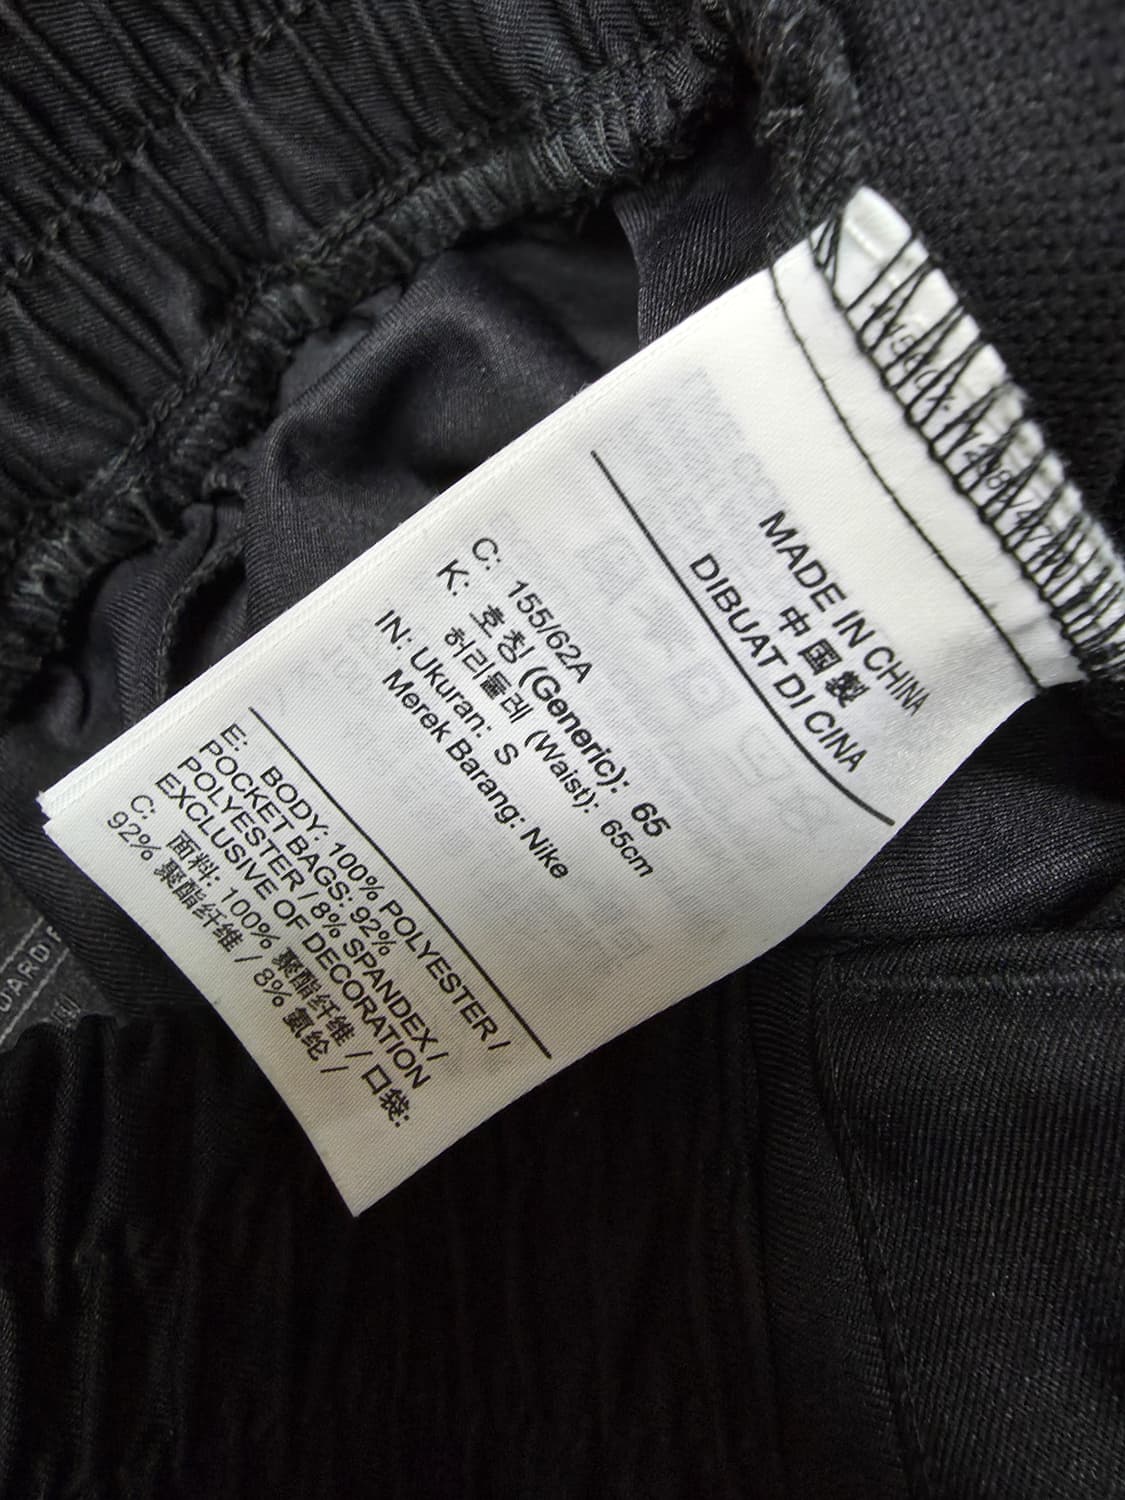 MADE IN CHINA
中國製
DIBUAT DI CINA
C: 155/62A
K: 호칭 (Generic): 65
허리둘레 (Waist): 65cm
IN: Ukuran: S
Merek Barang: Nike
E: BODY: 100% POLYESTER /
POCKET BAGS: 92%
POLYESTER / 8% SPANDEX /
EXCLUSIVE OF DECORATION
C: 面料: 100% 聚酯纤维 / 口袋:
92% 聚酯纤维 / 8% 氨纶 /